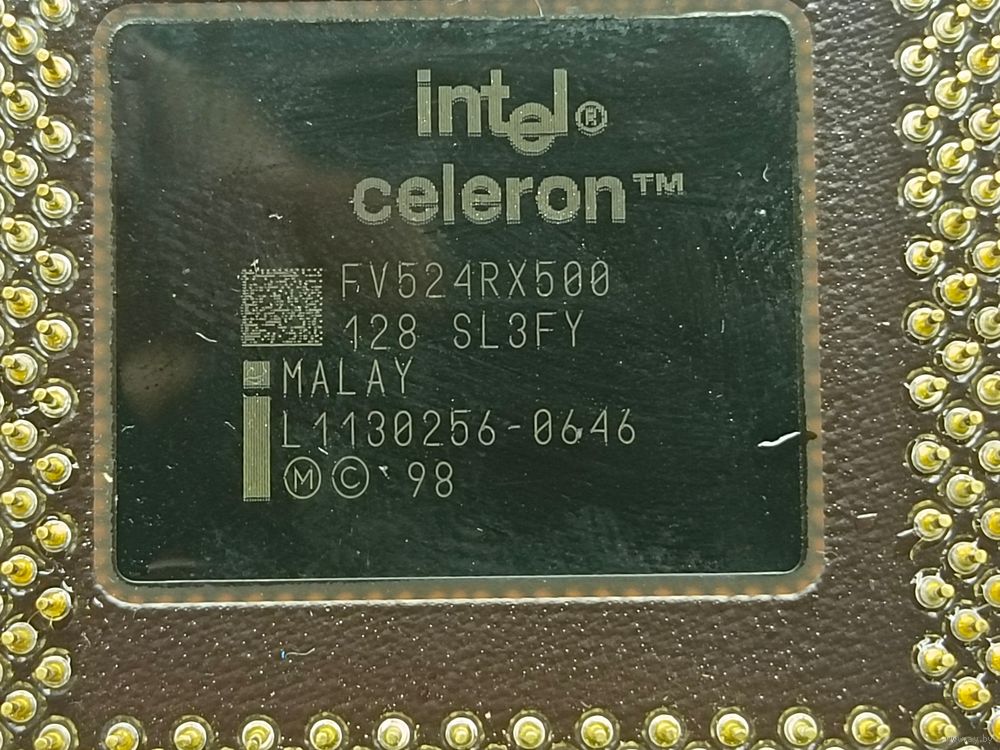 intel®
celeron™
FV524RX500
128 SL3FY
MALAY
L1130256-0646
Ⓜ © 98